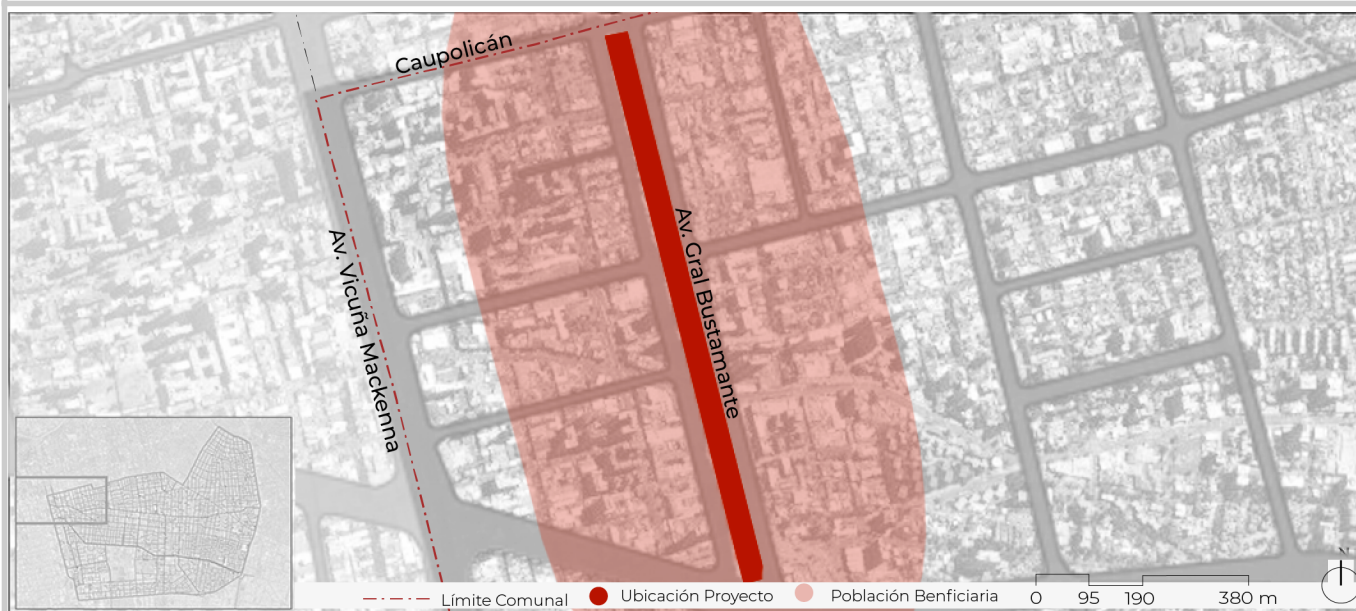 Caupolicán
Av. Vicuña Mackenna
Av. Gral Bustamante
N
Límite Comunal
Ubicación Proyecto
Población Benficiaria
0 95 190 380 m